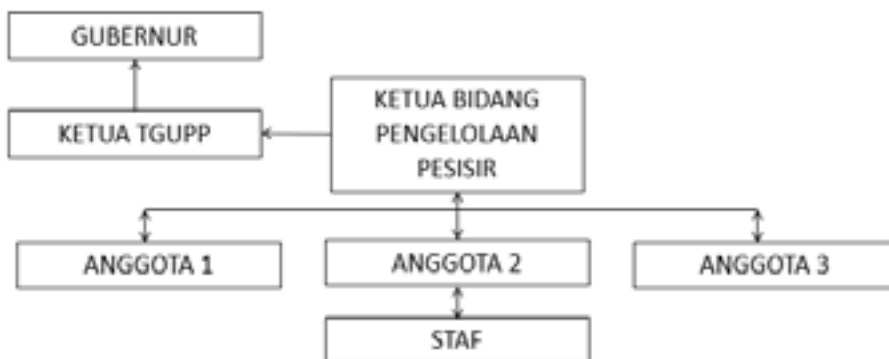 GUBERNUR
KETUA TGUPP
KETUA BIDANG
PENGELOLAAN
PESISIR
ANGGOTA 1
ANGGOTA 2
ANGGOTA 3
STAF